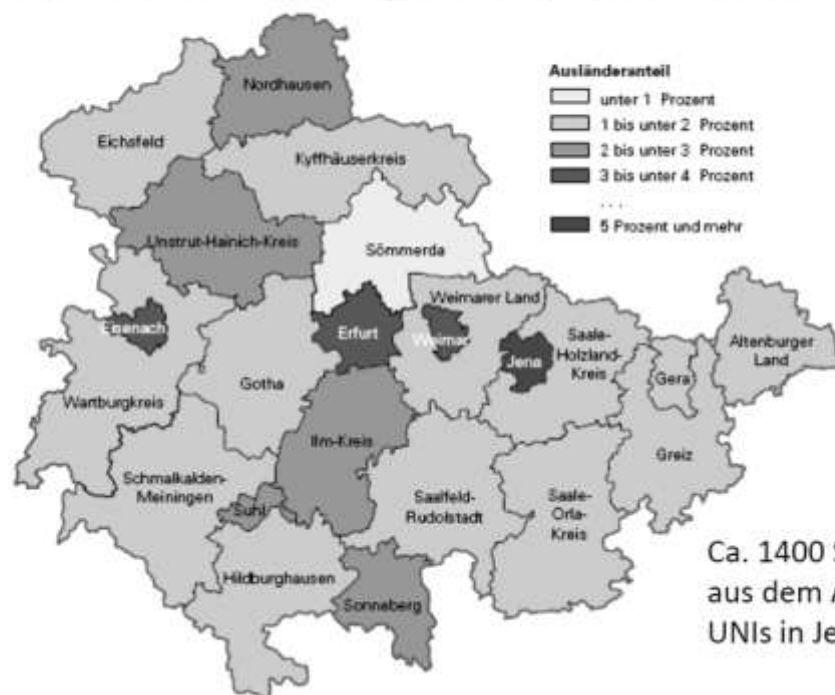 Ausländeranteil
unter 1 Prozent
1 bis unter 2 Prozent
2 bis unter 3 Prozent
3 bis unter 4 Prozent
. . .
5 Prozent und mehr
Nordhausen
Eichsfeld
Kyffhäuserkreis
Unstrut-Hainich-Kreis
Sömmerda
Weimarer Land
Eisenach
Erfurt
Weimar
Jena
Saale-
Holzland-
Kreis
Altenburger
Land
Gera
Gotha
Wartburgkreis
Ilm-Kreis
Greiz
Schmalkalden-
Meiningen
Suhl
Saalfeld-
Rudolstadt
Saale-
Orla-
Kreis
Hildburghausen
Sonneberg
Ca. 1400
aus dem
UNIs in